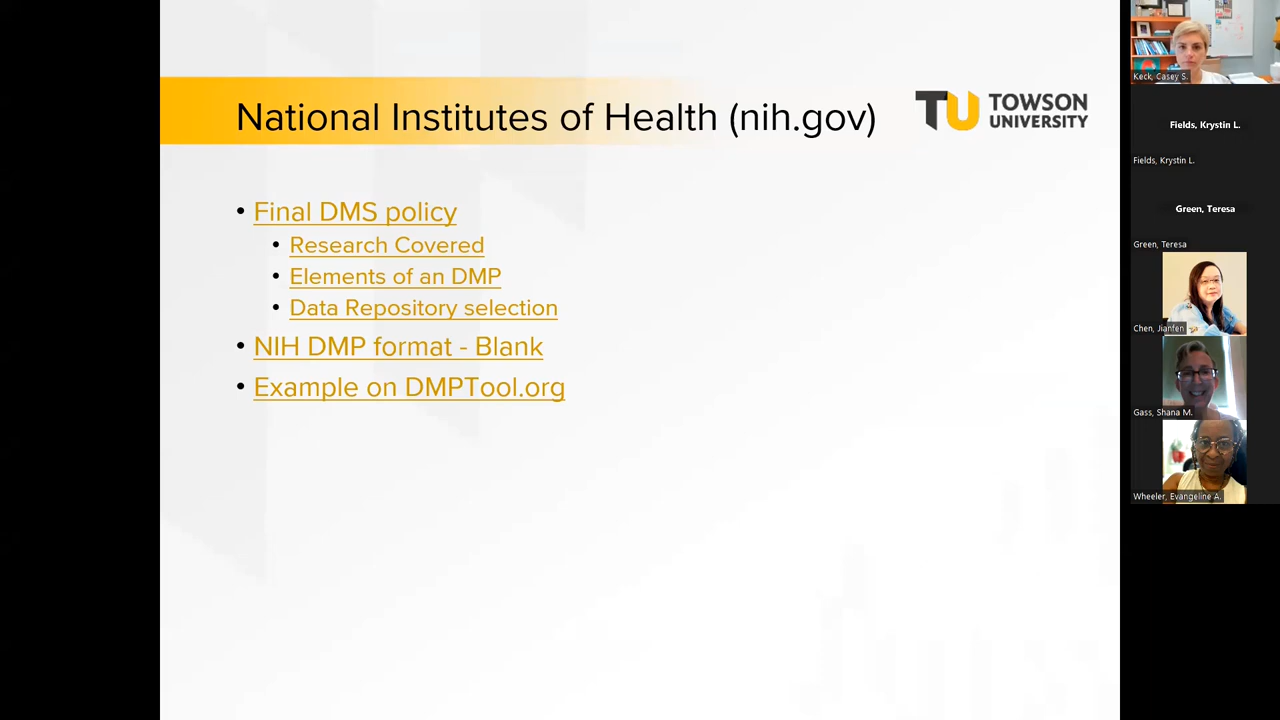 National Institutes of Health (nih.gov)
TU TOWSON
UNIVERSITY
• Final DMS policy
• Research Covered
• Elements of an DMP
• Data Repository selection
• NIH DMP format - Blank
• Example on DMPTool.org
Keck, Casey S.
Fields, Krystin L.
Fields, Krystin L.
Green, Teresa
Green, Teresa
Chen, Jianfen
Gass, Shana M.
Wheeler, Evangeline A.